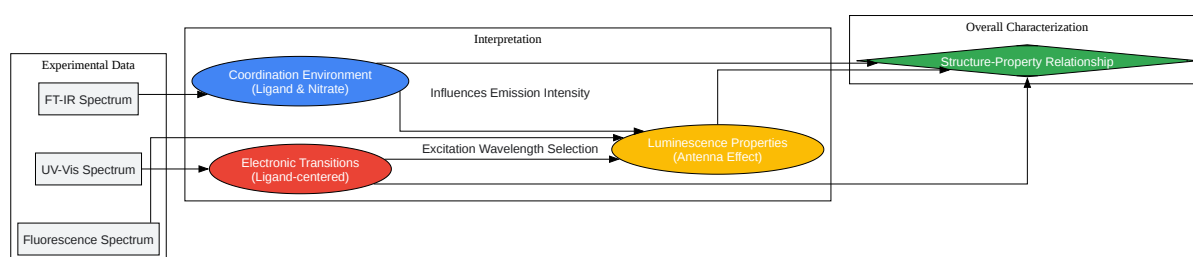 Experimental Data
FT-IR Spectrum
UV-Vis Spectrum
Fluorescence Spectrum
Interpretation
Coordination Environment
(Ligand & Nitrate)
Electronic Transitions
(Ligand-centered)
Influences Emission Intensity
Excitation Wavelength Selection
Luminescence Properties
(Antenna Effect)
Overall Characterization
Structure-Property Relationship